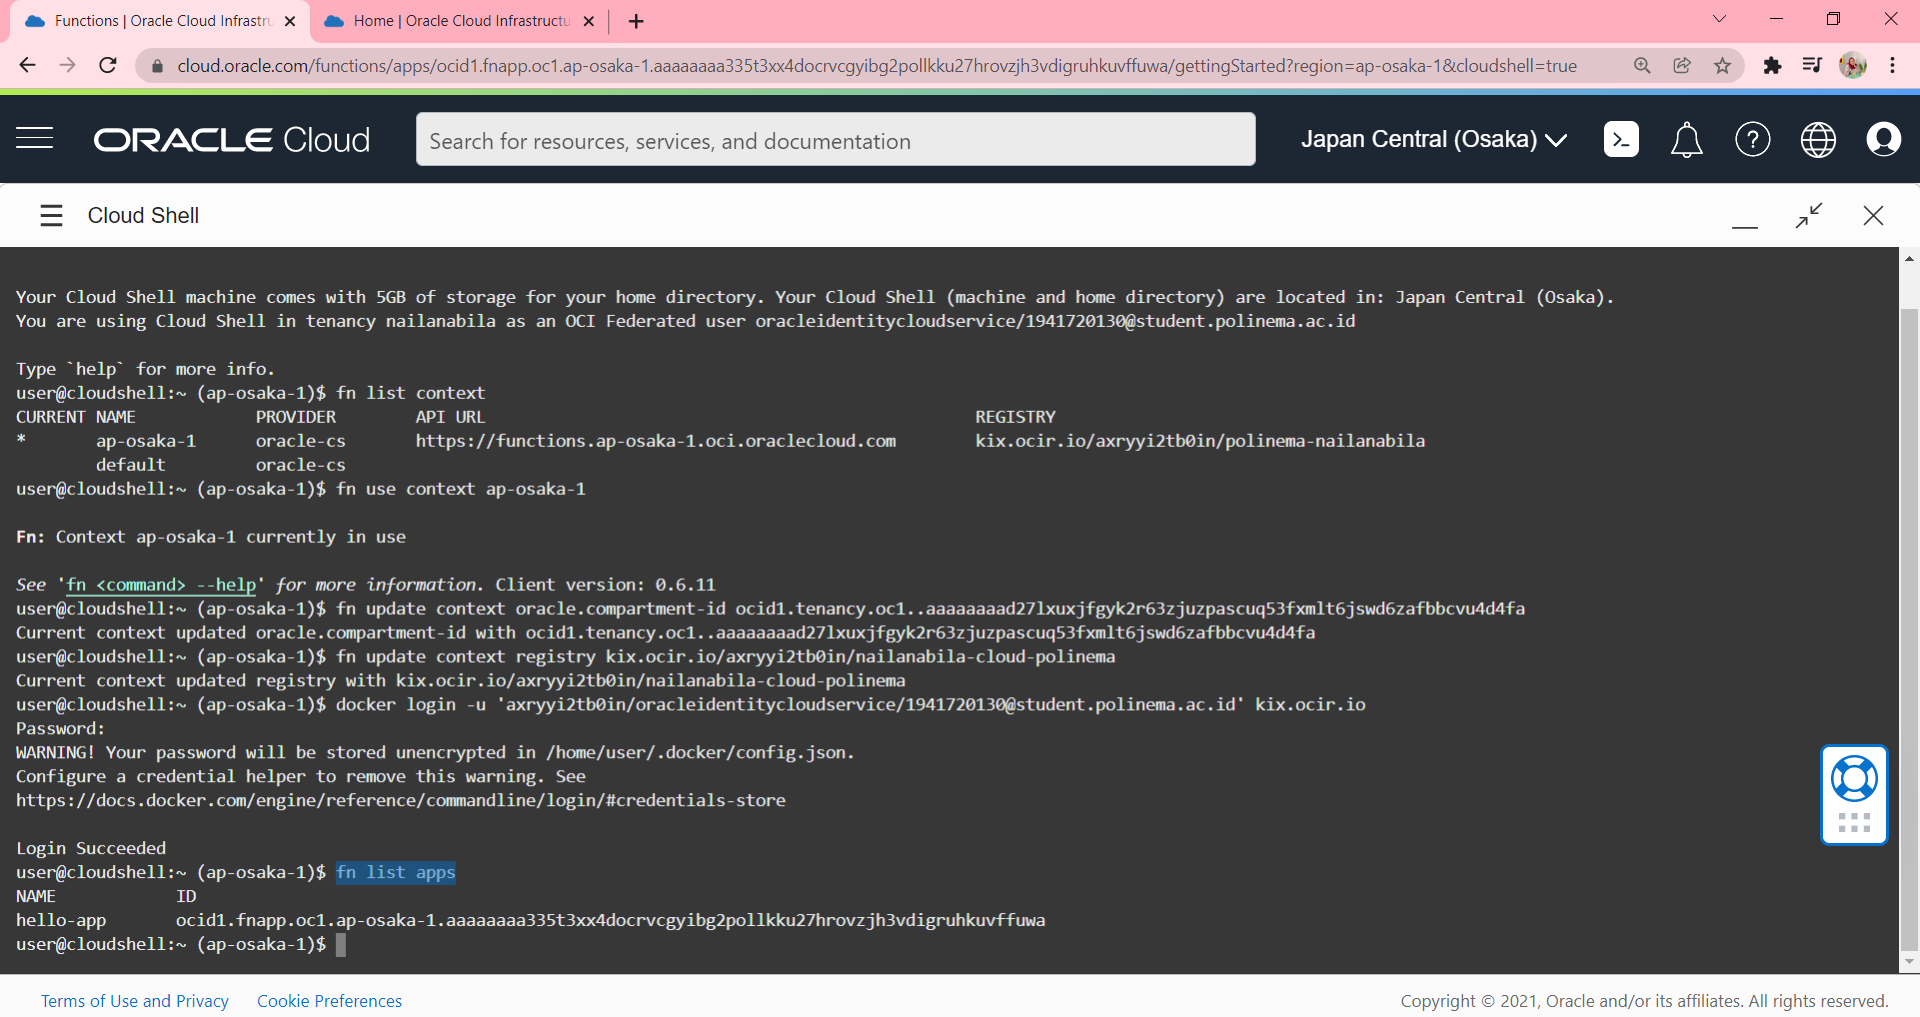 Functions | Oracle Cloud Infrastru
Home | Oracle Cloud Infrastructu
cloud.oracle.com/functions/apps/ocid1.fnapp.oc1.ap-osaka-1.aaaaaaaa335t3xx4docrvcgyibg2pollkku27hrovzjh3vdigruhkuvffuwa/gettingStarted?region=ap-osaka-1&cloudshell=true
ORACLE Cloud
Search for resources, services, and documentation
Japan Central (Osaka)
Cloud Shell
Your Cloud Shell machine comes with 5GB of storage for your home directory. Your Cloud Shell (machine and home directory) are located in: Japan Central (Osaka).
You are using Cloud Shell in tenancy nailanabila as an OCI Federated user oracleidentitycloudservice/1941720130@student.polinema.ac.id
Type `help` for more info.
user@cloudshell:~ (ap-osaka-1)$ fn list context
CURRENT NAME PROVIDER API URL REGISTRY
* ap-osaka-1 oracle-cs https://functions.ap-osaka-1.oci.oraclecloud.com kix.ocir.io/axryyi2tb0in/polinema-nailanabila
default oracle-cs
user@cloudshell:~ (ap-osaka-1)$ fn use context ap-osaka-1
Fn: Context ap-osaka-1 currently in use
See 'fn <command> --help' for more information. Client version: 0.6.11
user@cloudshell:~ (ap-osaka-1)$ fn update context oracle.compartment-id ocid1.tenancy.oc1..aaaaaaaad27lxuxjfgyk2r63zjuzpascuq53fxmlt6jswd6zafbbcvu4d4fa
Current context updated oracle.compartment-id with ocid1.tenancy.oc1..aaaaaaaad27lxuxjfgyk2r63zjuzpascuq53fxmlt6jswd6zafbbcvu4d4fa
user@cloudshell:~ (ap-osaka-1)$ fn update context registry kix.ocir.io/axryyi2tb0in/nailanabila-cloud-polinema
Current context updated registry with kix.ocir.io/axryyi2tb0in/nailanabila-cloud-polinema
user@cloudshell:~ (ap-osaka-1)$ docker login -u 'axryyi2tb0in/oracleidentitycloudservice/1941720130@student.polinema.ac.id' kix.ocir.io
Password:
WARNING! Your password will be stored unencrypted in /home/user/.docker/config.json.
Configure a credential helper to remove this warning. See
https://docs.docker.com/engine/reference/commandline/login/#credentials-store
Login Succeeded
user@cloudshell:~ (ap-osaka-1)$ fn list apps
NAME ID
hello-app ocid1.fnapp.oc1.ap-osaka-1.aaaaaaaa335t3xx4docrvcgyibg2pollkku27hrovzjh3vdigruhkuvffuwa
user@cloudshell:~ (ap-osaka-1)$
Terms of Use and Privacy
Cookie Preferences
Copyright © 2021, Oracle and/or its affiliates. All rights reserved.